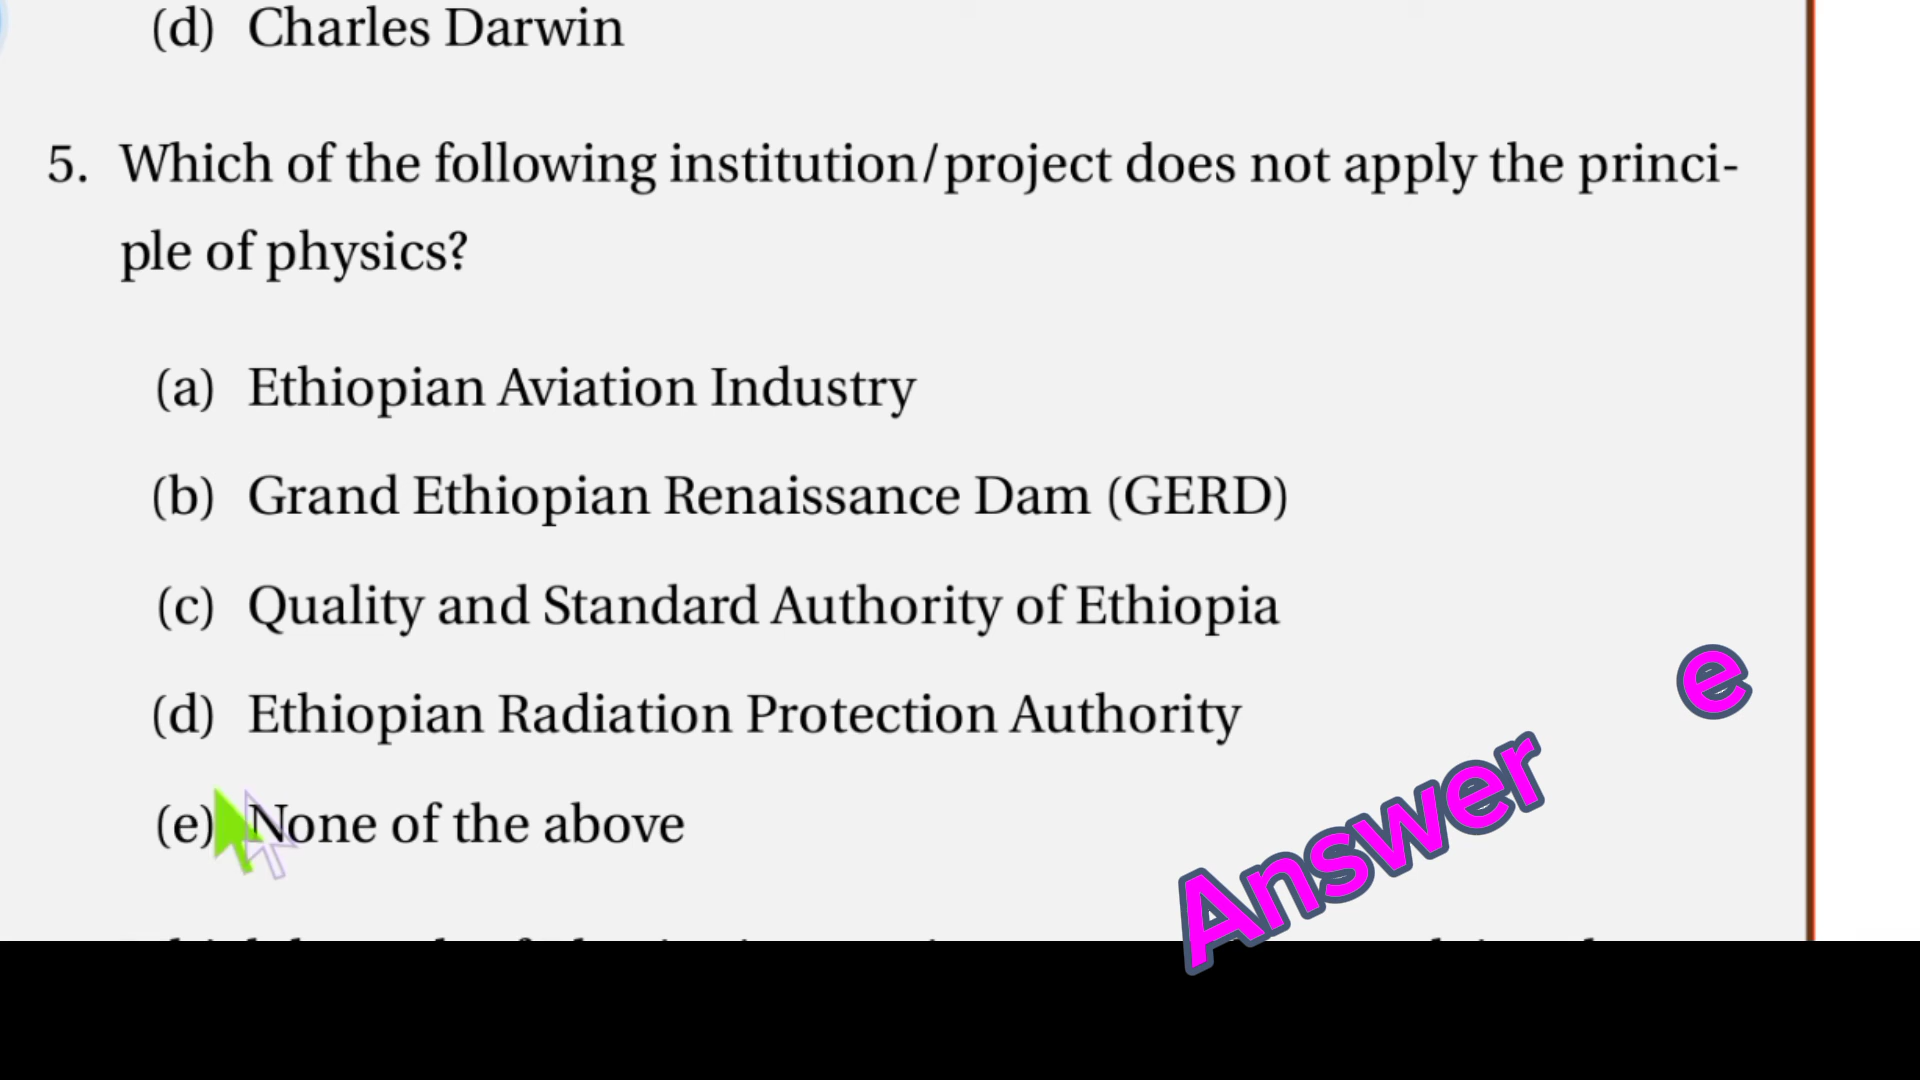 (d) Charles Darwin
5. Which of the following institution/project does not apply the princi-
ple of physics?
(a) Ethiopian Aviation Industry
(b) Grand Ethiopian Renaissance Dam (GERD)
(c) Quality and Standard Authority of Ethiopia
(d) Ethiopian Radiation Protection Authority
(e) None of the above
Answer e